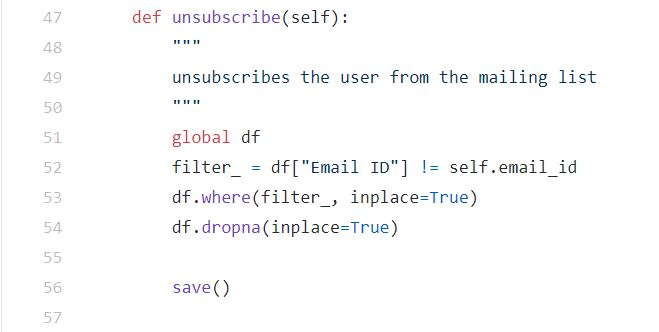 47 def unsubscribe(self):
48 """
49 unsubscribes the user from the mailing list
50 """
51 global df
52 filter_ = df["Email ID"] != self.email_id
53 df.where(filter_, inplace=True)
54 df.dropna(inplace=True)
55
56 save()
57